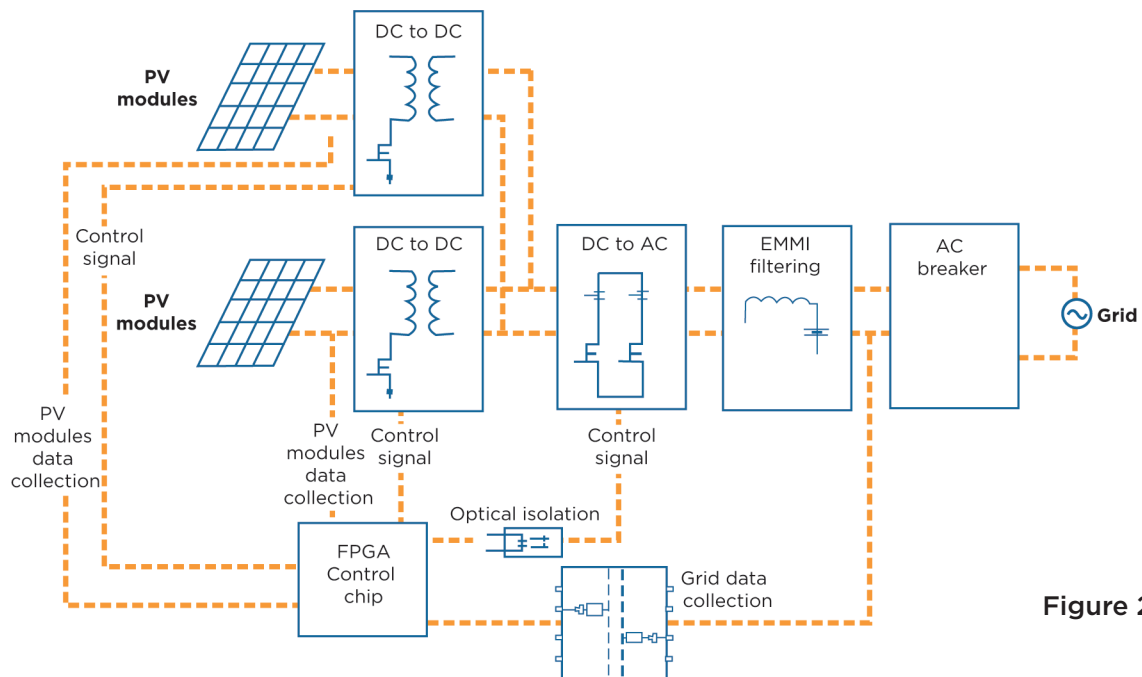 DC to DC
PV
modules
Control
signal
DC to DC
PV
modules
DC to AC
EMMI
filtering
AC
breaker
Grid
PV
modules
data
collection
PV
modules
data
collection
Control
signal
Control
signal
Optical isolation
FPGA
Control
chip
Grid data
collection
Figure 2